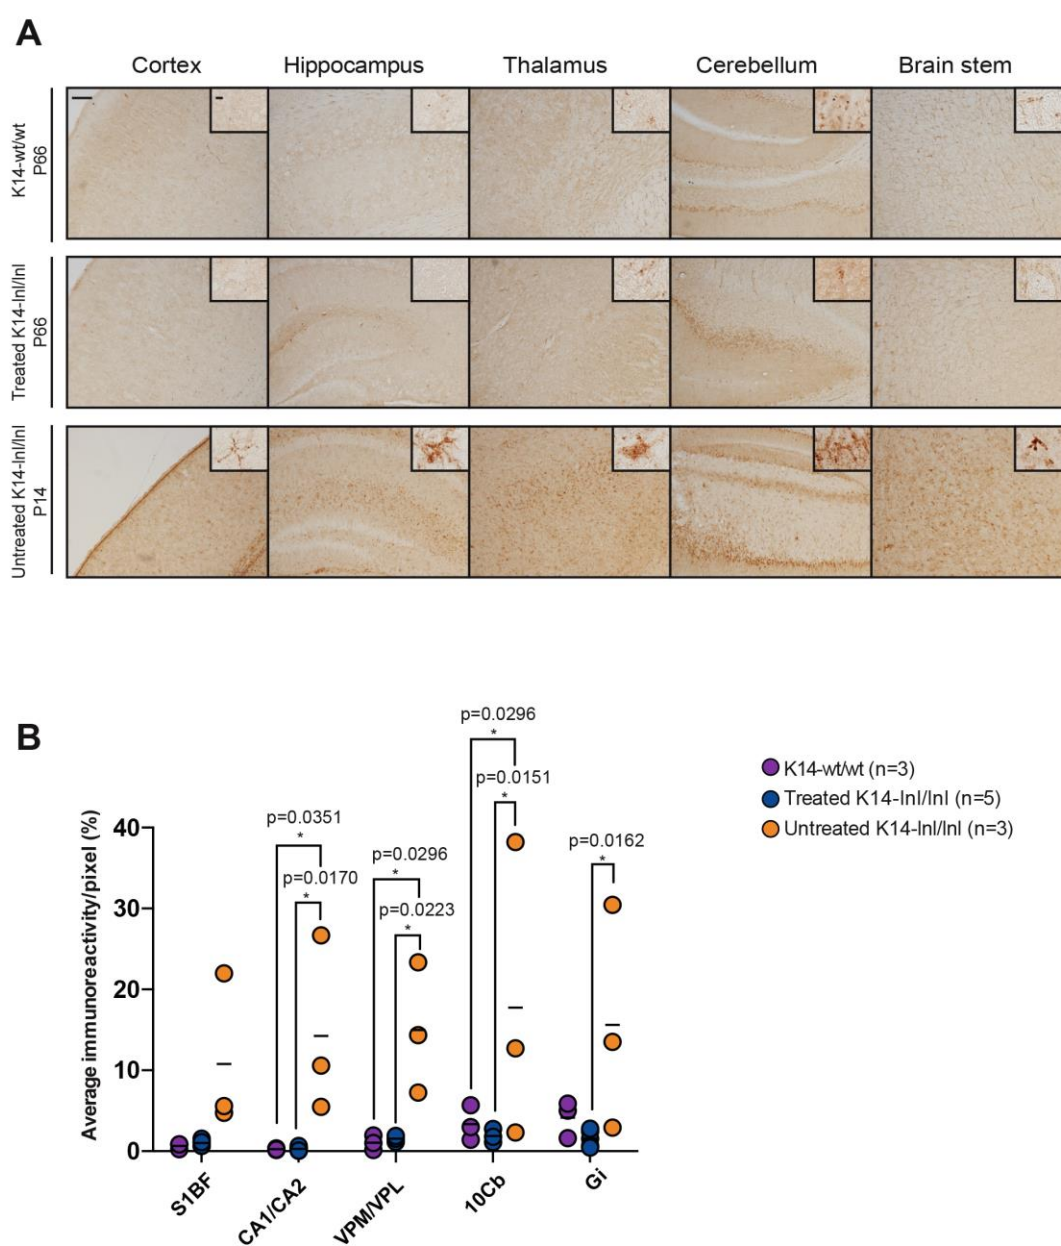 A
Cortex Hippocampus Thalamus Cerebellum Brain stem
K14-wt/wt
P66
Treated K14-lnl/lnl
P66
Untreated K14-lnl/lnl
P14
B
p=0.0296
*
p=0.0151
*
p=0.0351
*
p=0.0170
*
p=0.0296
*
p=0.0223
*
p=0.0162
*
K14-wt/wt (n=3)
Treated K14-lnl/lnl (n=5)
Untreated K14-lnl/lnl (n=3)
Average immunoreactivity/pixel (%)
40
30
20
10
0
S1BF
CA1/CA2
VPM/VPL
10Cb
Gi